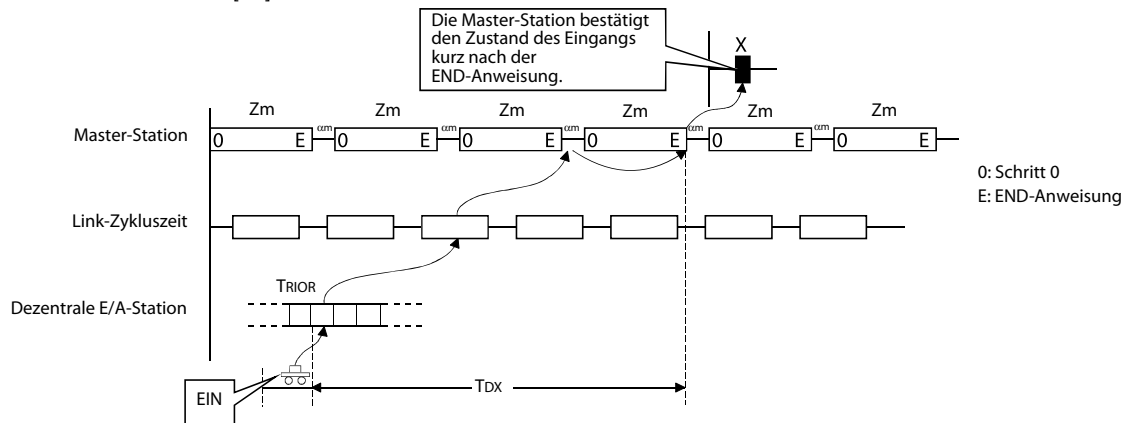 Die Master-Station bestätigt
den Zustand des Eingangs
kurz nach der
END-Anweisung.
X
Zm Zm Zm Zm Zm Zm
αm αm αm αm αm
Master-Station
0 E 0 E 0 E 0 E 0 E 0 E
0: Schritt 0
E: END-Anweisung
Link-Zykluszeit
TRIOR
Dezentrale E/A-Station
EIN
TDX